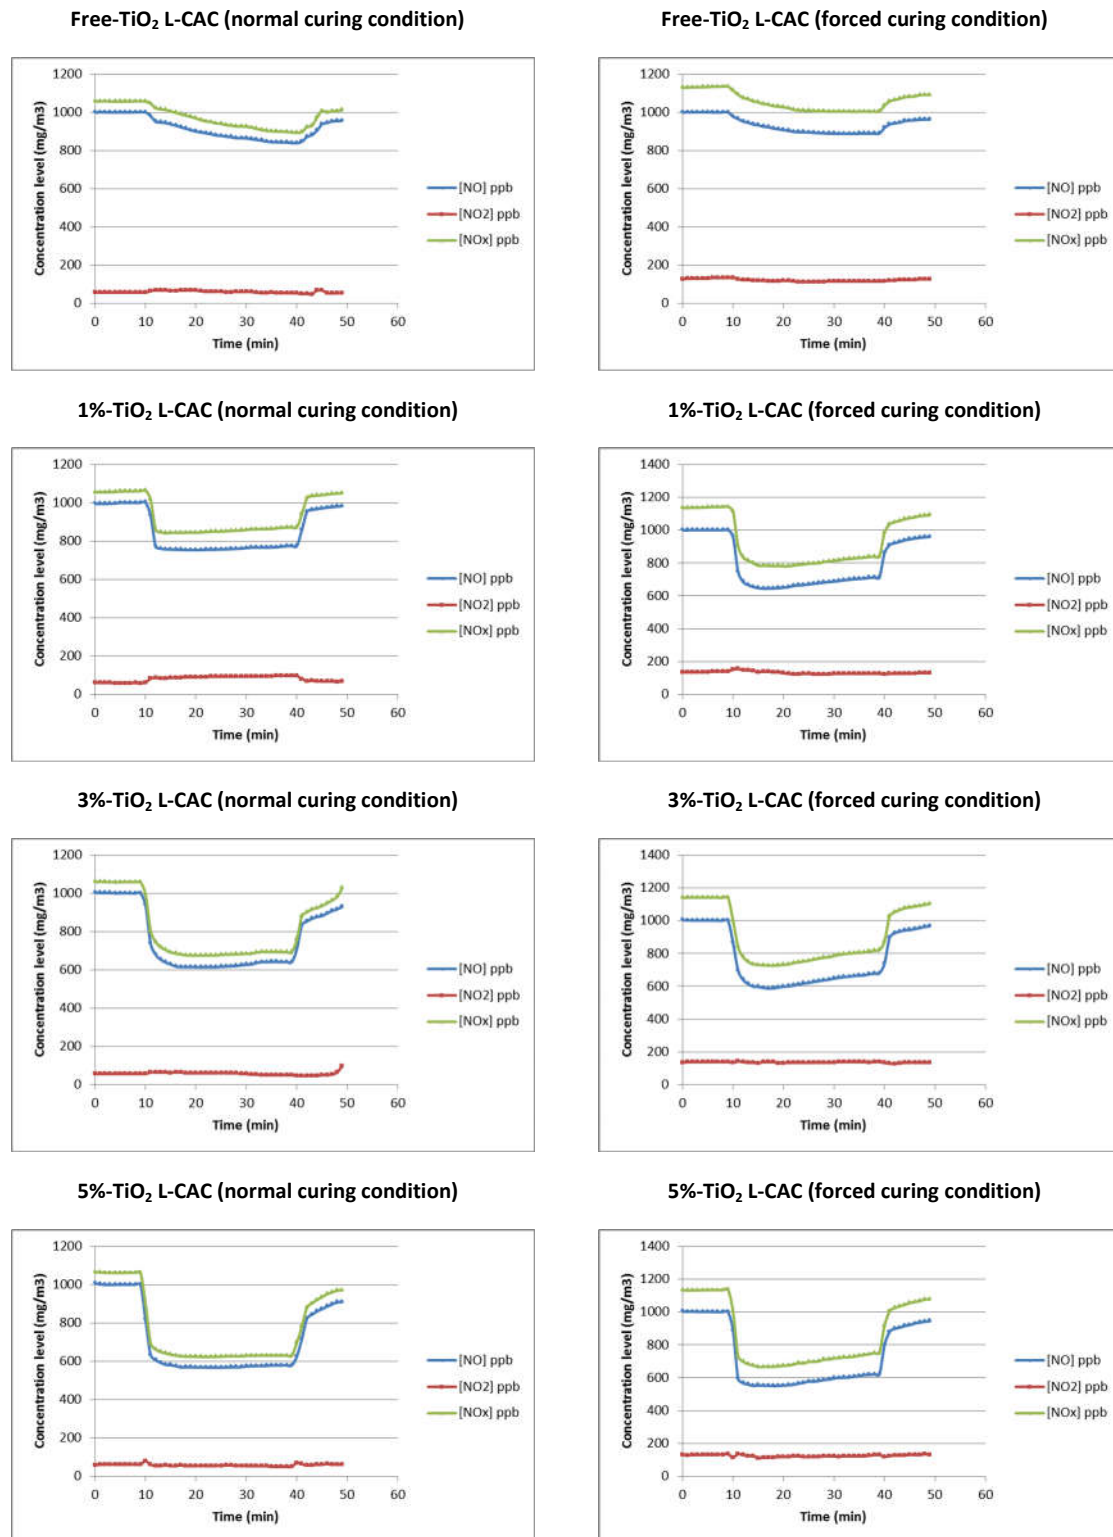 Free-TiO₂ L-CAC (normal curing condition)
Concentration level (mg/m3)
1200
1000
800
600
400
200
0
0 10 20 30 40 50 60
Time (min)
[NO] ppb
[NO2] ppb
[NOx] ppb
Free-TiO₂ L-CAC (forced curing condition)
Concentration level (mg/m3)
1200
1000
800
600
400
200
0
0 10 20 30 40 50 60
Time (min)
[NO] ppb
[NO2] ppb
[NOx] ppb
1%-TiO₂ L-CAC (normal curing condition)
Concentration level (mg/m3)
1200
1000
800
600
400
200
0
0 10 20 30 40 50 60
Time (min)
[NO] ppb
[NO2] ppb
[NOx] ppb
1%-TiO₂ L-CAC (forced curing condition)
Concentration level (mg/m3)
1400
1200
1000
800
600
400
200
0
0 10 20 30 40 50 60
Time (min)
[NO] ppb
[NO2] ppb
[NOx] ppb
3%-TiO₂ L-CAC (normal curing condition)
Concentration level (mg/m3)
1200
1000
800
600
400
200
0
0 10 20 30 40 50 60
Time (min)
[NO] ppb
[NO2] ppb
[NOx] ppb
3%-TiO₂ L-CAC (forced curing condition)
Concentration level (mg/m3)
1400
1200
1000
800
600
400
200
0
0 10 20 30 40 50 60
Time (min)
[NO] ppb
[NO2] ppb
[NOx] ppb
5%-TiO₂ L-CAC (normal curing condition)
Concentration level (mg/m3)
1200
1000
800
600
400
200
0
0 10 20 30 40 50 60
Time (min)
[NO] ppb
[NO2] ppb
[NOx] ppb
5%-TiO₂ L-CAC (forced curing condition)
Concentration level (mg/m3)
1400
1200
1000
800
600
400
200
0
0 10 20 30 40 50 60
Time (min)
[NO] ppb
[NO2] ppb
[NOx] ppb